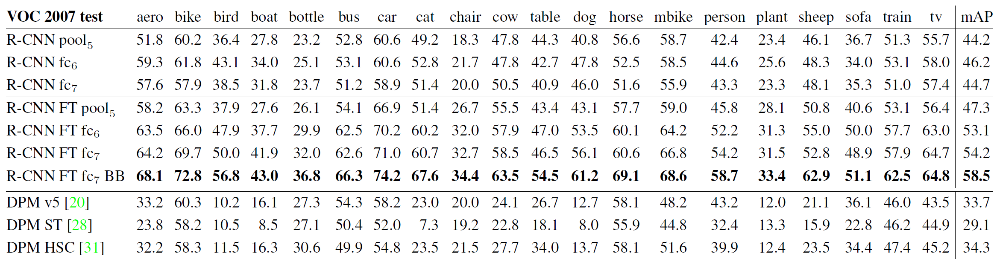 VOC 2007 test aero bike bird boat bottle bus car cat chair cow table dog horse mbike person plant sheep sofa train tv mAP
R-CNN pool₅ 51.8 60.2 36.4 27.8 23.2 52.8 60.6 49.2 18.3 47.8 44.3 40.8 56.6 58.7 42.4 23.4 46.1 36.7 51.3 55.7 44.2
R-CNN fc₆ 59.3 61.8 43.1 34.0 25.1 53.1 60.6 52.8 21.7 47.8 42.7 47.8 52.5 58.5 44.6 25.6 48.3 34.0 53.1 58.0 46.2
R-CNN fc₇ 57.6 57.9 38.5 31.8 23.7 51.2 58.9 51.4 20.0 50.5 40.9 46.0 51.6 55.9 43.3 23.3 48.1 35.3 51.0 57.4 44.7
R-CNN FT pool₅ 58.2 63.3 37.9 27.6 26.1 54.1 66.9 51.4 26.7 55.5 43.4 43.1 57.7 59.0 45.8 28.1 50.8 40.6 53.1 56.4 47.3
R-CNN FT fc₆ 63.5 66.0 47.9 37.7 29.9 62.5 70.2 60.2 32.0 57.9 47.0 53.5 60.1 64.2 52.2 31.3 55.0 50.0 57.7 63.0 53.1
R-CNN FT fc₇ 64.2 69.7 50.0 41.9 32.0 62.6 71.0 60.7 32.7 58.5 46.5 56.1 60.6 66.8 54.2 31.5 52.8 48.9 57.9 64.7 54.2
R-CNN FT fc₇ BB 68.1 72.8 56.8 43.0 36.8 66.3 74.2 67.6 34.4 63.5 54.5 61.2 69.1 68.6 58.7 33.4 62.9 51.1 62.5 64.8 58.5
DPM v5 [20] 33.2 60.3 10.2 16.1 27.3 54.3 58.2 23.0 20.0 24.1 26.7 12.7 58.1 48.2 43.2 12.0 21.1 36.1 46.0 43.5 33.7
DPM ST [28] 23.8 58.2 10.5 8.5 27.1 50.4 52.0 7.3 19.2 22.8 18.1 8.0 55.9 44.8 32.4 13.3 15.9 22.8 46.2 44.9 29.1
DPM HSC [31] 32.2 58.3 11.5 16.3 30.6 49.9 54.8 23.5 21.5 27.7 34.0 13.7 58.1 51.6 39.9 12.4 23.5 34.4 47.4 45.2 34.3